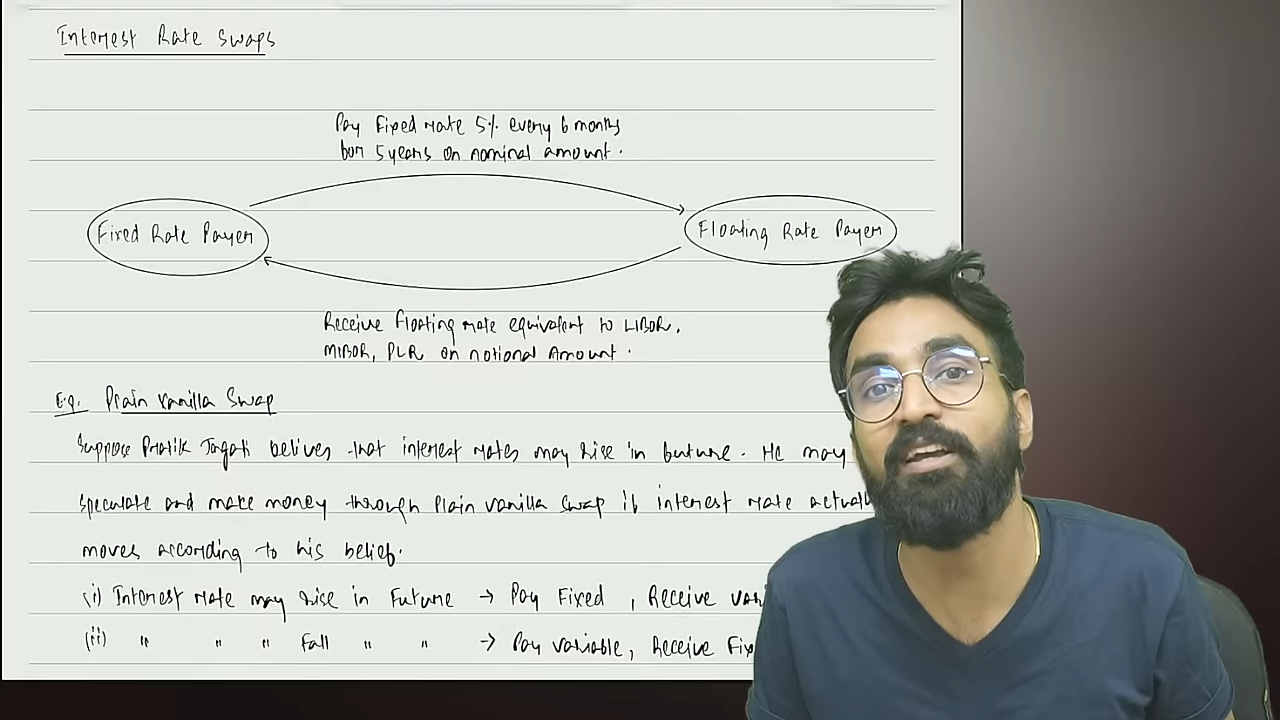 Interest Rate Swaps
Pay Fixed rate 5% every 6 months
for 5 years on nominal amount.
Fixed Rate Payer
Floating Rate Payer
Receive floating rate equivalent to LIBOR,
MIBOR, PLR on notional Amount.
E.g. Plain Vanilla Swap
Suppose Pratik Jagati belives that interest rates may rise in future. He may
speculate and make money through Plain vanilla swap if interest rate
moves according to his belief.
(i) Interest rate may rise in Future → Pay Fixed, Receive
(ii) " " " Fall " " → Pay variable, Receive